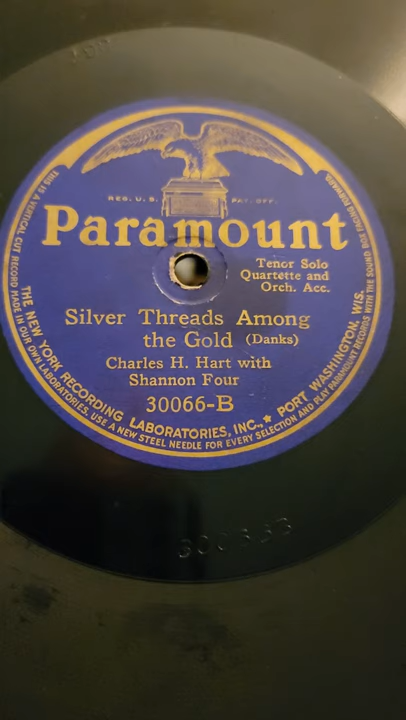 REG. U.S. PAT. OFF.
Paramount
Tenor Solo
Quartette and
Orch. Acc.
Silver Threads Among
the Gold (Danks)
Charles H. Hart with
Shannon Four
30066-B
THE NEW YORK RECORDING LABORATORIES, INC., ★ PORT WASHINGTON, WIS.
THIS IS A VERTICAL CUT RECORD MADE IN OUR OWN LABORATORIES. USE A NEW STEEL NEEDLE FOR EVERY SELECTION AND PLAY PARAMOUNT RECORDS WITH THE SOUND BOX FACING FORWARD.